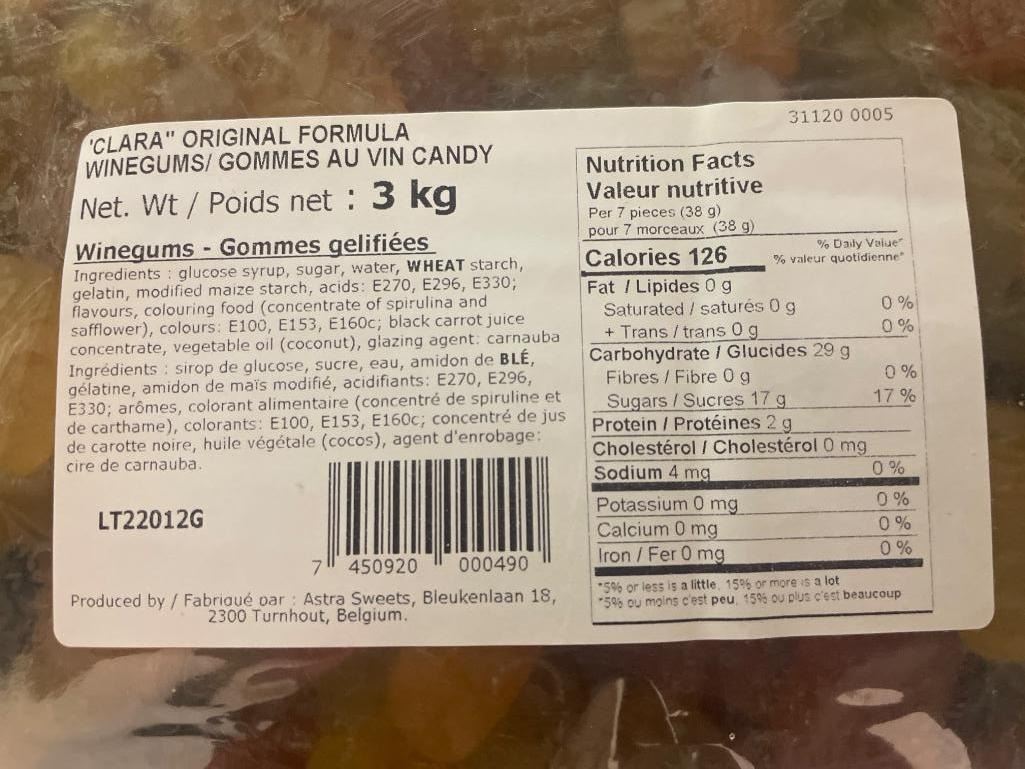 'CLARA" ORIGINAL FORMULA
WINEGUMS/ GOMMES AU VIN CANDY
Net. Wt / Poids net : 3 kg
Winegums - Gommes gelifiées
Ingredients : glucose syrup, sugar, water, WHEAT starch,
gelatin, modified maize starch, acids: E270, E296, E330;
flavours, colouring food (concentrate of spirulina and
safflower), colours: E100, E153, E160c; black carrot juice
concentrate, vegetable oil (coconut), glazing agent: carnauba
Ingrédients : sirop de glucose, sucre, eau, amidon de BLÉ,
gélatine, amidon de maïs modifié, acidifiants: E270, E296,
E330; arômes, colorant alimentaire (concentré de spiruline et
de carthame), colorants: E100, E153, E160c; concentré de jus
de carotte noire, huile végétale (cocos), agent d'enrobage:
cire de carnauba.
LT22012G
7 450920 000490
Produced by / Fabriqué par : Astra Sweets, Bleukenlaan 18,
2300 Turnhout, Belgium.
31120 0005
Nutrition Facts
Valeur nutritive
Per 7 pieces (38 g)
pour 7 morceaux (38 g)
Calories 126
% Daily Value*
% valeur quotidienne*
Fat / Lipides 0 g
Saturated / saturés 0 g 0 %
+ Trans / trans 0 g 0 %
Carbohydrate / Glucides 29 g
Fibres / Fibre 0 g 0 %
Sugars / Sucres 17 g 17 %
Protein / Protéines 2 g
Cholestérol / Cholestérol 0 mg
Sodium 4 mg 0 %
Potassium 0 mg 0 %
Calcium 0 mg 0 %
Iron / Fer 0 mg 0 %
*5% or less is a little, 15% or more is a lot
*5% ou moins c'est peu, 15% ou plus c'est beaucoup